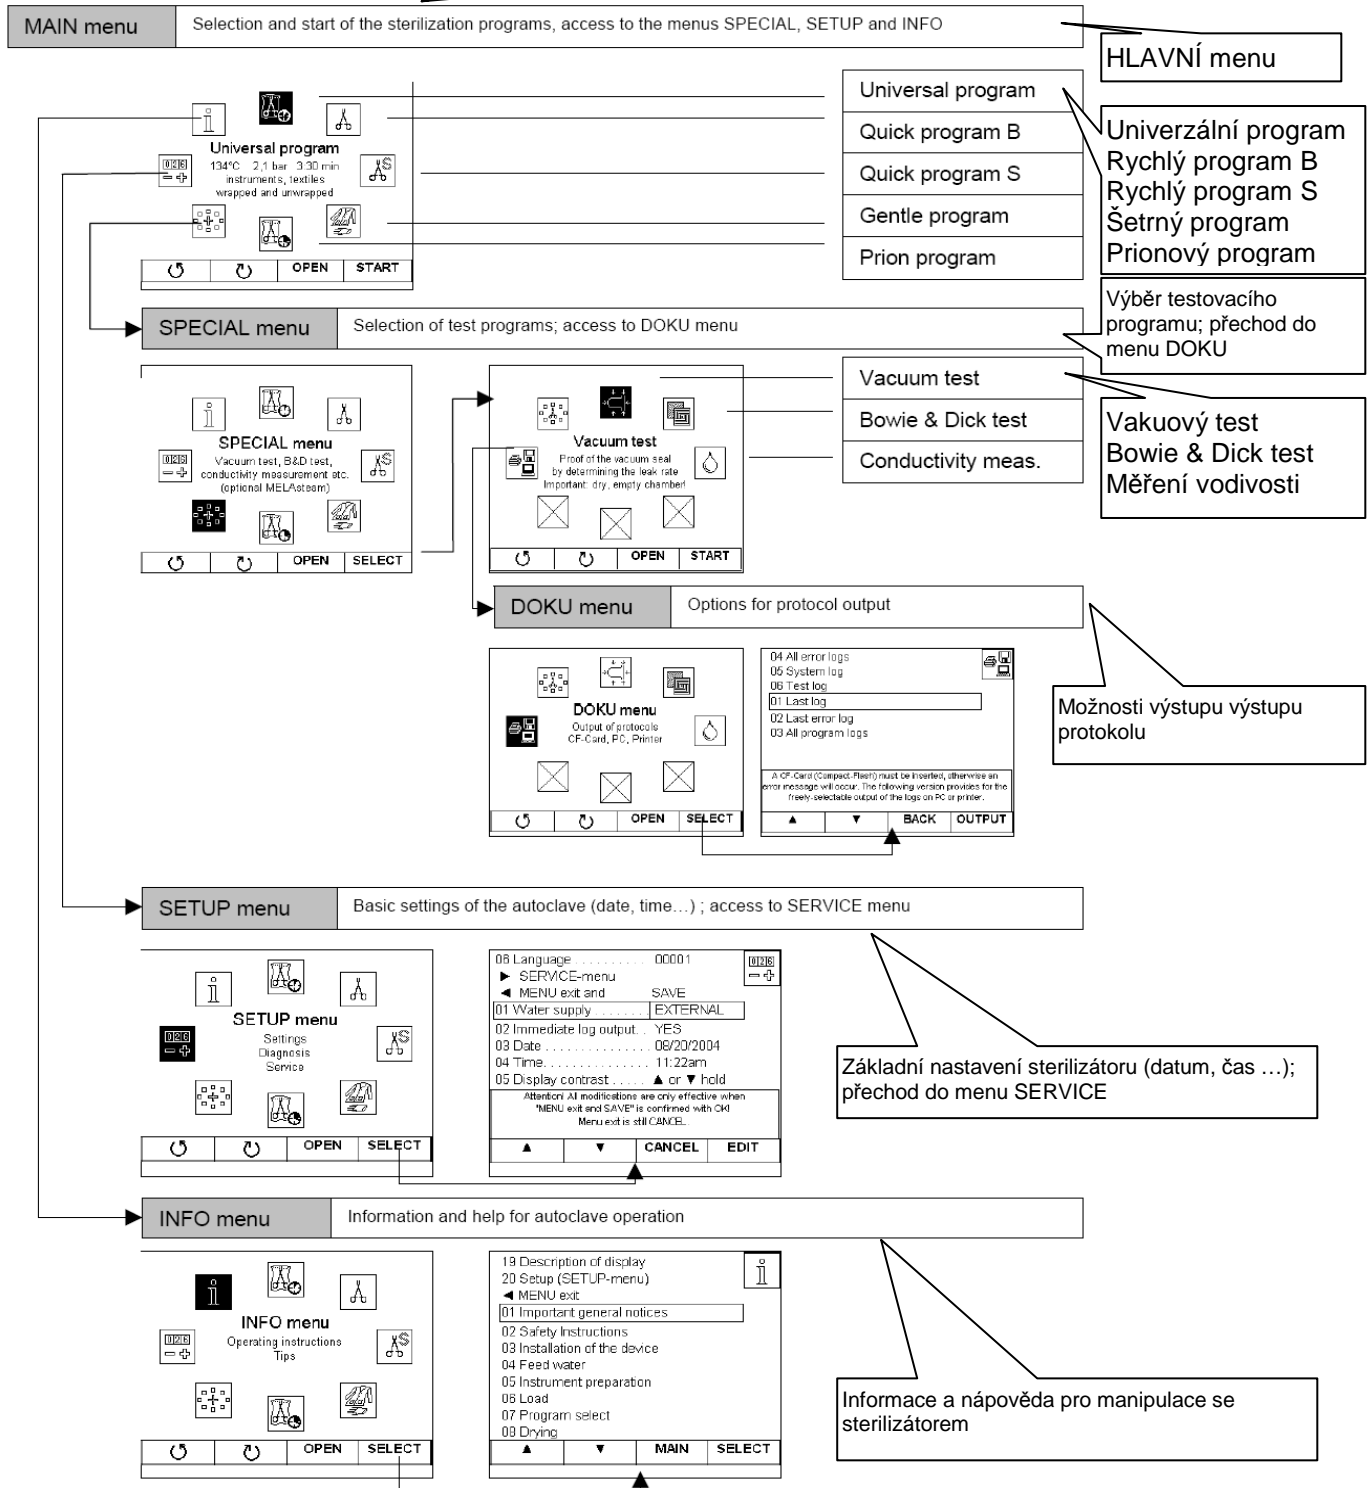 MAIN menu
Selection and start of the sterilization programs, access to the menus SPECIAL, SETUP and INFO
HLAVNÍ menu
Universal program
134°C 2,1 bar 3.30 min
instruments, textiles
wrapped and unwrapped
OPEN START
Universal program
Quick program B
Quick program S
Gentle program
Prion program
Univerzální program
Rychlý program B
Rychlý program S
Šetrný program
Prionový program
SPECIAL menu
Selection of test programs; access to DOKU menu
Výběr testovacího
programu; přechod do
menu DOKU
SPECIAL menu
Vacuum test, B&D test,
conductivity measurement etc.
(optional MELAsteam)
OPEN SELECT
Vacuum test
Proof of the vacuum seal
by determining the leak rate
Important: dry, empty chamber!
OPEN START
Vacuum test
Bowie & Dick test
Conductivity meas.
Vakuový test
Bowie & Dick test
Měření vodivosti
DOKU menu
Options for protocol output
DOKU menu
Output of protocols
CF-Card, PC, Printer
OPEN SELECT
04 All error logs
05 System log
06 Test log
01 Last log
02 Last error log
03 All program logs
A CF-Card (Compact-Flash) must be inserted, otherwise an
error message will occur. The following version provides for the
freely-selectable output of the logs on PC or printer.
▲ ▼ BACK OUTPUT
Možnosti výstupu výstupu
protokolu
SETUP menu
Basic settings of the autoclave (date, time…) ; access to SERVICE menu
SETUP menu
Settings
Diagnosis
Service
OPEN SELECT
06 Language . . . . . . . . . . 00001
► SERVICE-menu
◄ MENU exit and SAVE
01 Water supply . . . . . . . . EXTERNAL
02 Immediate log output. . YES
03 Date . . . . . . . . . . . . . . 08/20/2004
04 Time. . . . . . . . . . . . . . 11:22am
05 Display contrast . . . . . ▲ or ▼ hold
Attention! All modifications are only effective when
"MENU exit and SAVE" is confirmed with OK!
Menu exit is still CANCEL.
▲ ▼ CANCEL EDIT
Základní nastavení sterilizátoru (datum, čas …);
přechod do menu SERVICE
INFO menu
Information and help for autoclave operation
INFO menu
Operating instructions
Tips
OPEN SELECT
19 Description of display
20 Setup (SETUP-menu)
◄ MENU exit
01 Important general notices
02 Safety Instructions
03 Installation of the device
04 Feed water
05 Instrument preparation
06 Load
07 Program select
08 Drying
▲ ▼ MAIN SELECT
Informace a nápověda pro manipulace se
sterilizátorem